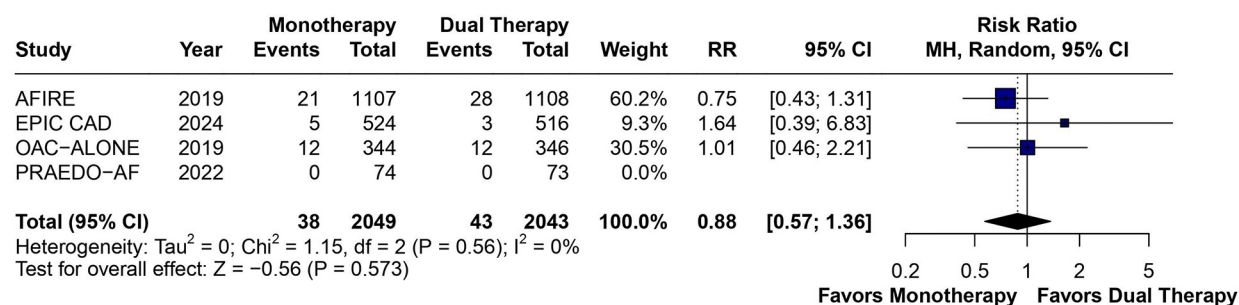 Monotherapy Dual Therapy Risk Ratio
Study Year Events Total Events Total Weight RR 95% CI MH, Random, 95% CI
AFIRE 2019 21 1107 28 1108 60.2% 0.75 [0.43; 1.31]
EPIC CAD 2024 5 524 3 516 9.3% 1.64 [0.39; 6.83]
OAC−ALONE 2019 12 344 12 346 30.5% 1.01 [0.46; 2.21]
PRAEDO−AF 2022 0 74 0 73 0.0%
Total (95% CI) 38 2049 43 2043 100.0% 0.88 [0.57; 1.36]
Heterogeneity: Tau² = 0; Chi² = 1.15, df = 2 (P = 0.56); I² = 0%
Test for overall effect: Z = −0.56 (P = 0.573)
0.2 0.5 1 2 5
Favors Monotherapy Favors Dual Therapy